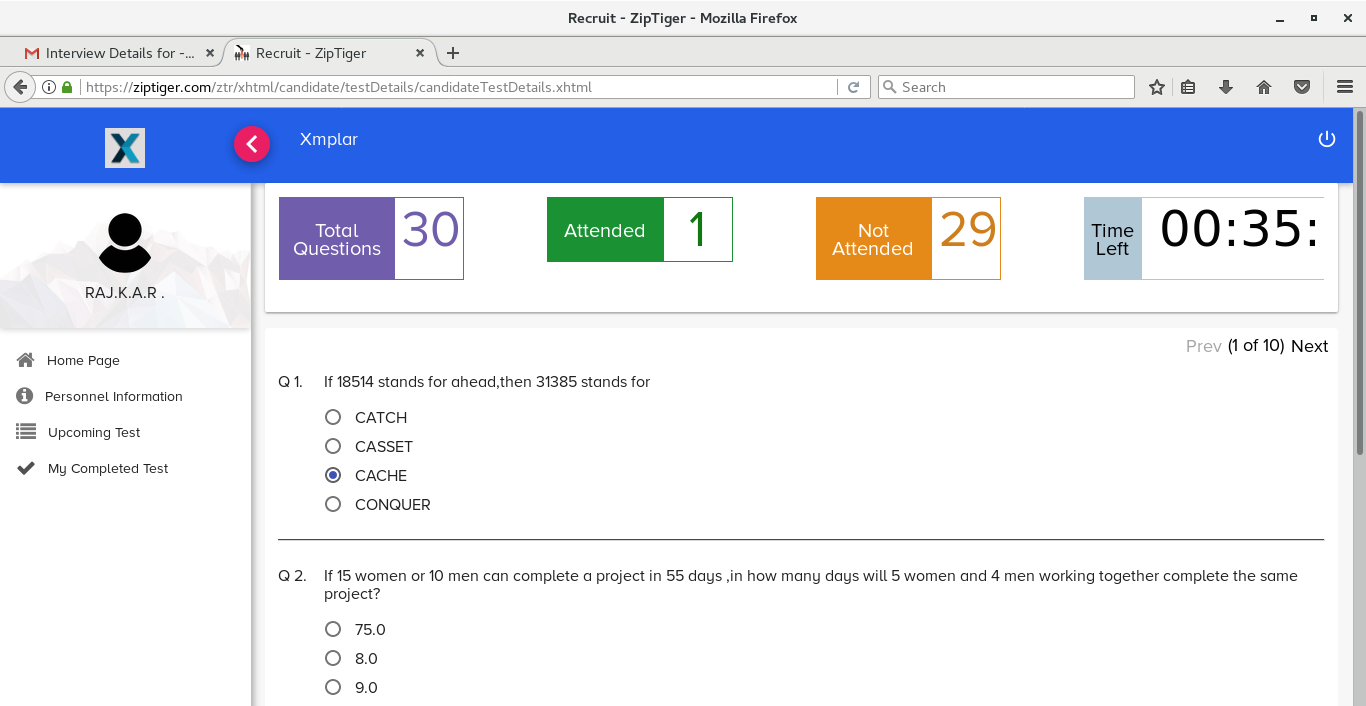 Recruit - ZipTiger - Mozilla Firefox
Interview Details for -...
Recruit - ZipTiger
https://ziptiger.com/ztr/xhtml/candidate/testDetails/candidateTestDetails.xhtml
Search
X
Xmplar
Total Questions
30
Attended
1
Not Attended
29
Time Left
00:35:
RAJ.K.A.R .
Home Page
Personnel Information
Upcoming Test
My Completed Test
Prev (1 of 10) Next
Q 1. If 18514 stands for ahead,then 31385 stands for
CATCH
CASSET
CACHE
CONQUER
Q 2. If 15 women or 10 men can complete a project in 55 days ,in how many days will 5 women and 4 men working together complete the same
project?
75.0
8.0
9.0